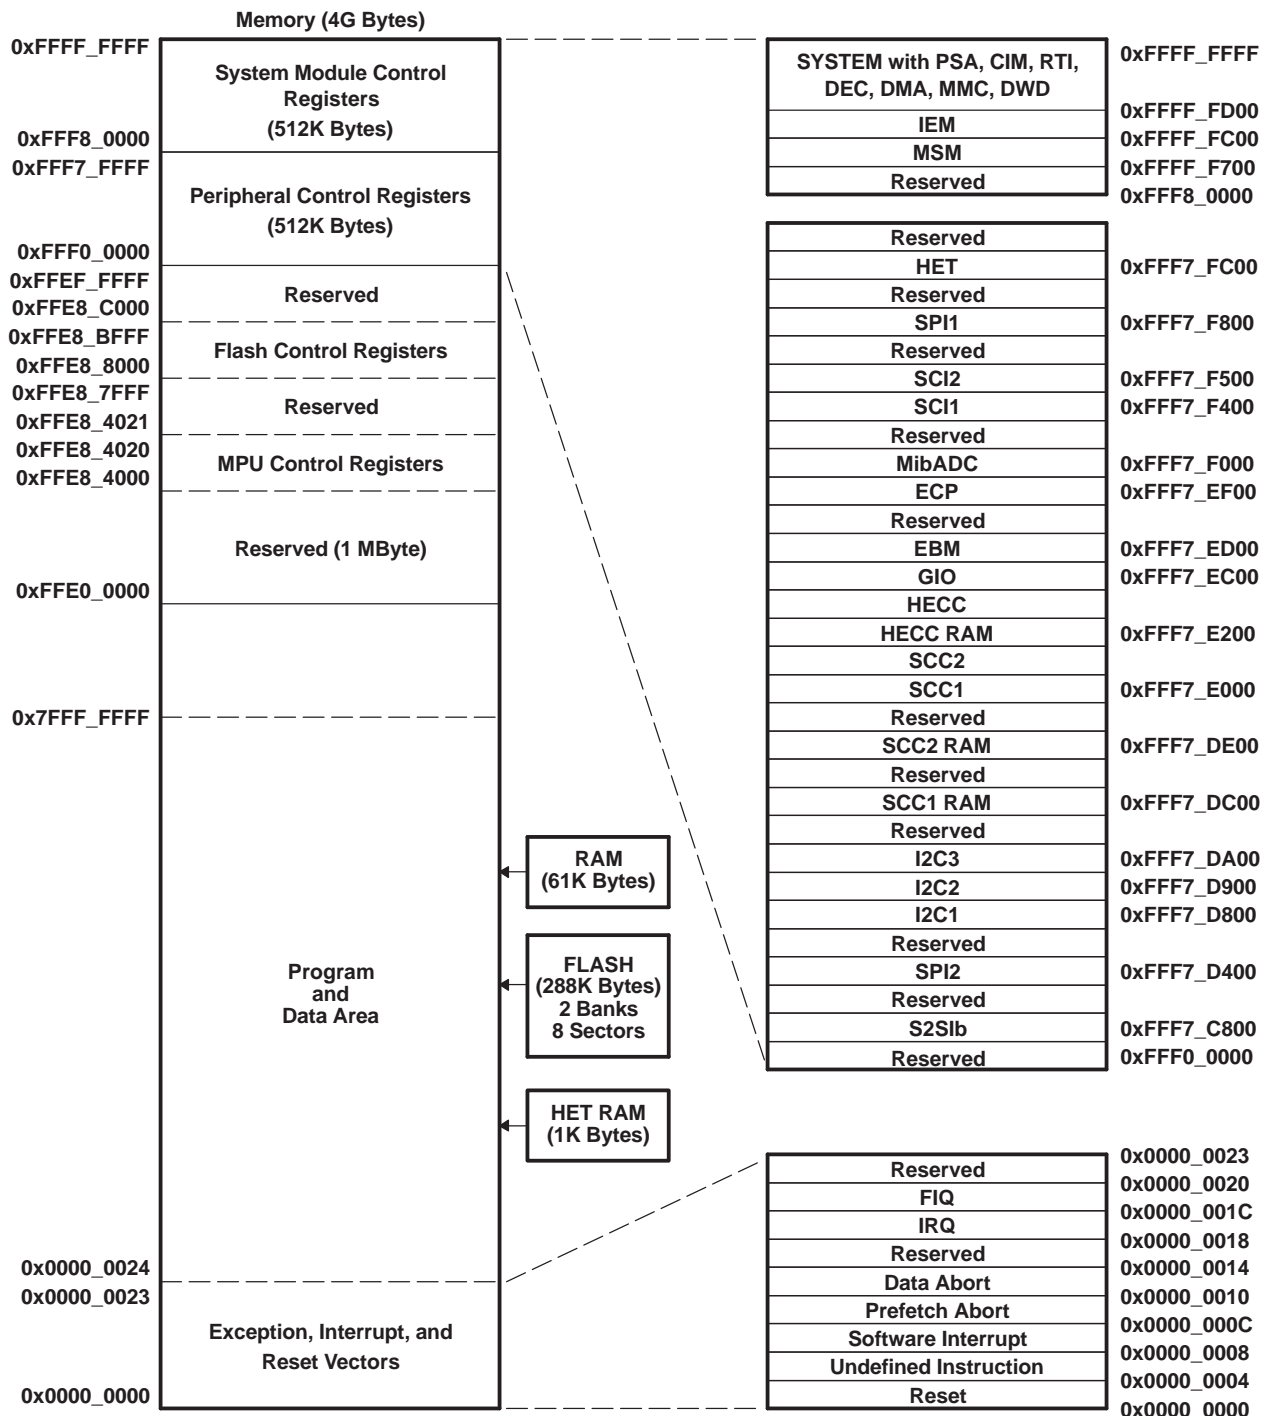 Memory (4G Bytes)
0xFFFF_FFFF
System Module Control
Registers
(512K Bytes)
0xFFF8_0000
0xFFF7_FFFF
Peripheral Control Registers
(512K Bytes)
0xFFF0_0000
0xFFEF_FFFF
Reserved
0xFFE8_C000
0xFFE8_BFFF
Flash Control Registers
0xFFE8_8000
0xFFE8_7FFF
Reserved
0xFFE8_4021
0xFFE8_4020
MPU Control Registers
0xFFE8_4000
Reserved (1 MByte)
0xFFE0_0000
0x7FFF_FFFF
Program
and
Data Area
RAM
(61K Bytes)
FLASH
(288K Bytes)
2 Banks
8 Sectors
HET RAM
(1K Bytes)
0x0000_0024
0x0000_0023
Exception, Interrupt, and
Reset Vectors
0x0000_0000
SYSTEM with PSA, CIM, RTI,
DEC, DMA, MMC, DWD
0xFFFF_FFFF
0xFFFF_FD00
IEM
0xFFFF_FC00
MSM
0xFFFF_F700
Reserved
0xFFF8_0000
Reserved
HET 0xFFF7_FC00
Reserved
SPI1 0xFFF7_F800
Reserved
SCI2 0xFFF7_F500
SCI1 0xFFF7_F400
Reserved
MibADC 0xFFF7_F000
ECP 0xFFF7_EF00
Reserved
EBM 0xFFF7_ED00
GIO 0xFFF7_EC00
HECC
HECC RAM 0xFFF7_E200
SCC2
SCC1 0xFFF7_E000
Reserved
SCC2 RAM 0xFFF7_DE00
Reserved
SCC1 RAM 0xFFF7_DC00
Reserved
I2C3 0xFFF7_DA00
I2C2 0xFFF7_D900
I2C1 0xFFF7_D800
Reserved
SPI2 0xFFF7_D400
Reserved
S2SIb 0xFFF7_C800
Reserved 0xFFF0_0000
0x0000_0023
Reserved
0x0000_0020
FIQ
0x0000_001C
IRQ
0x0000_0018
Reserved
0x0000_0014
Data Abort
0x0000_0010
Prefetch Abort
0x0000_000C
Software Interrupt
0x0000_0008
Undefined Instruction
0x0000_0004
Reset
0x0000_0000